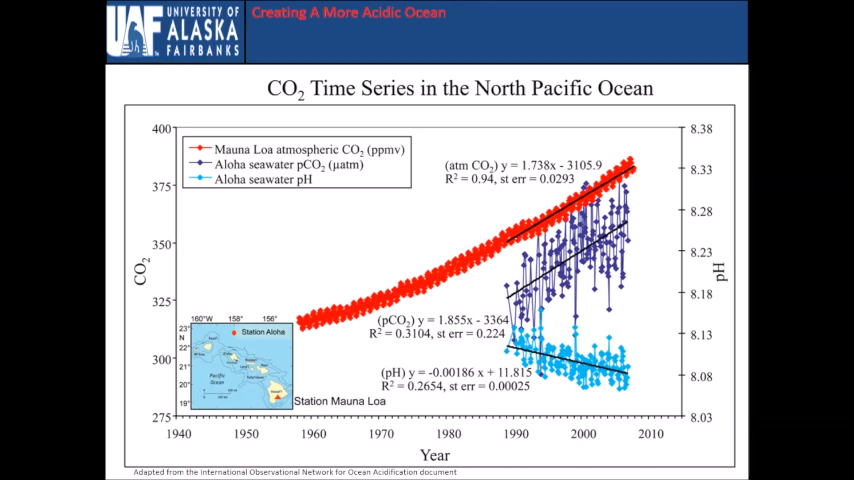 UAF UNIVERSITY OF
ALASKA
FAIRBANKS
Creating A More Acidic Ocean
CO2 Time Series in the North Pacific Ocean
400
375
350
325
300
275
CO2
8.38
8.33
8.28
8.23
8.18
8.13
8.08
8.03
pH
Mauna Loa atmospheric CO2 (ppmv)
Aloha seawater pCO2 (µatm)
Aloha seawater pH
(atm CO2) y = 1.738x - 3105.9
R2 = 0.94, st err = 0.0293
(pCO2) y = 1.855x - 3364
R2 = 0.3104, st err = 0.224
(pH) y = -0.00186 x + 11.815
R2 = 0.2654, st err = 0.00025
160°W 158° 156°
23°
N
22°
21°
20°
19°
Station Aloha
Pacific
Ocean
Station Mauna Loa
1940 1950 1960 1970 1980 1990 2000 2010
Year
Adapted from the International Observational Network for Ocean Acidification document